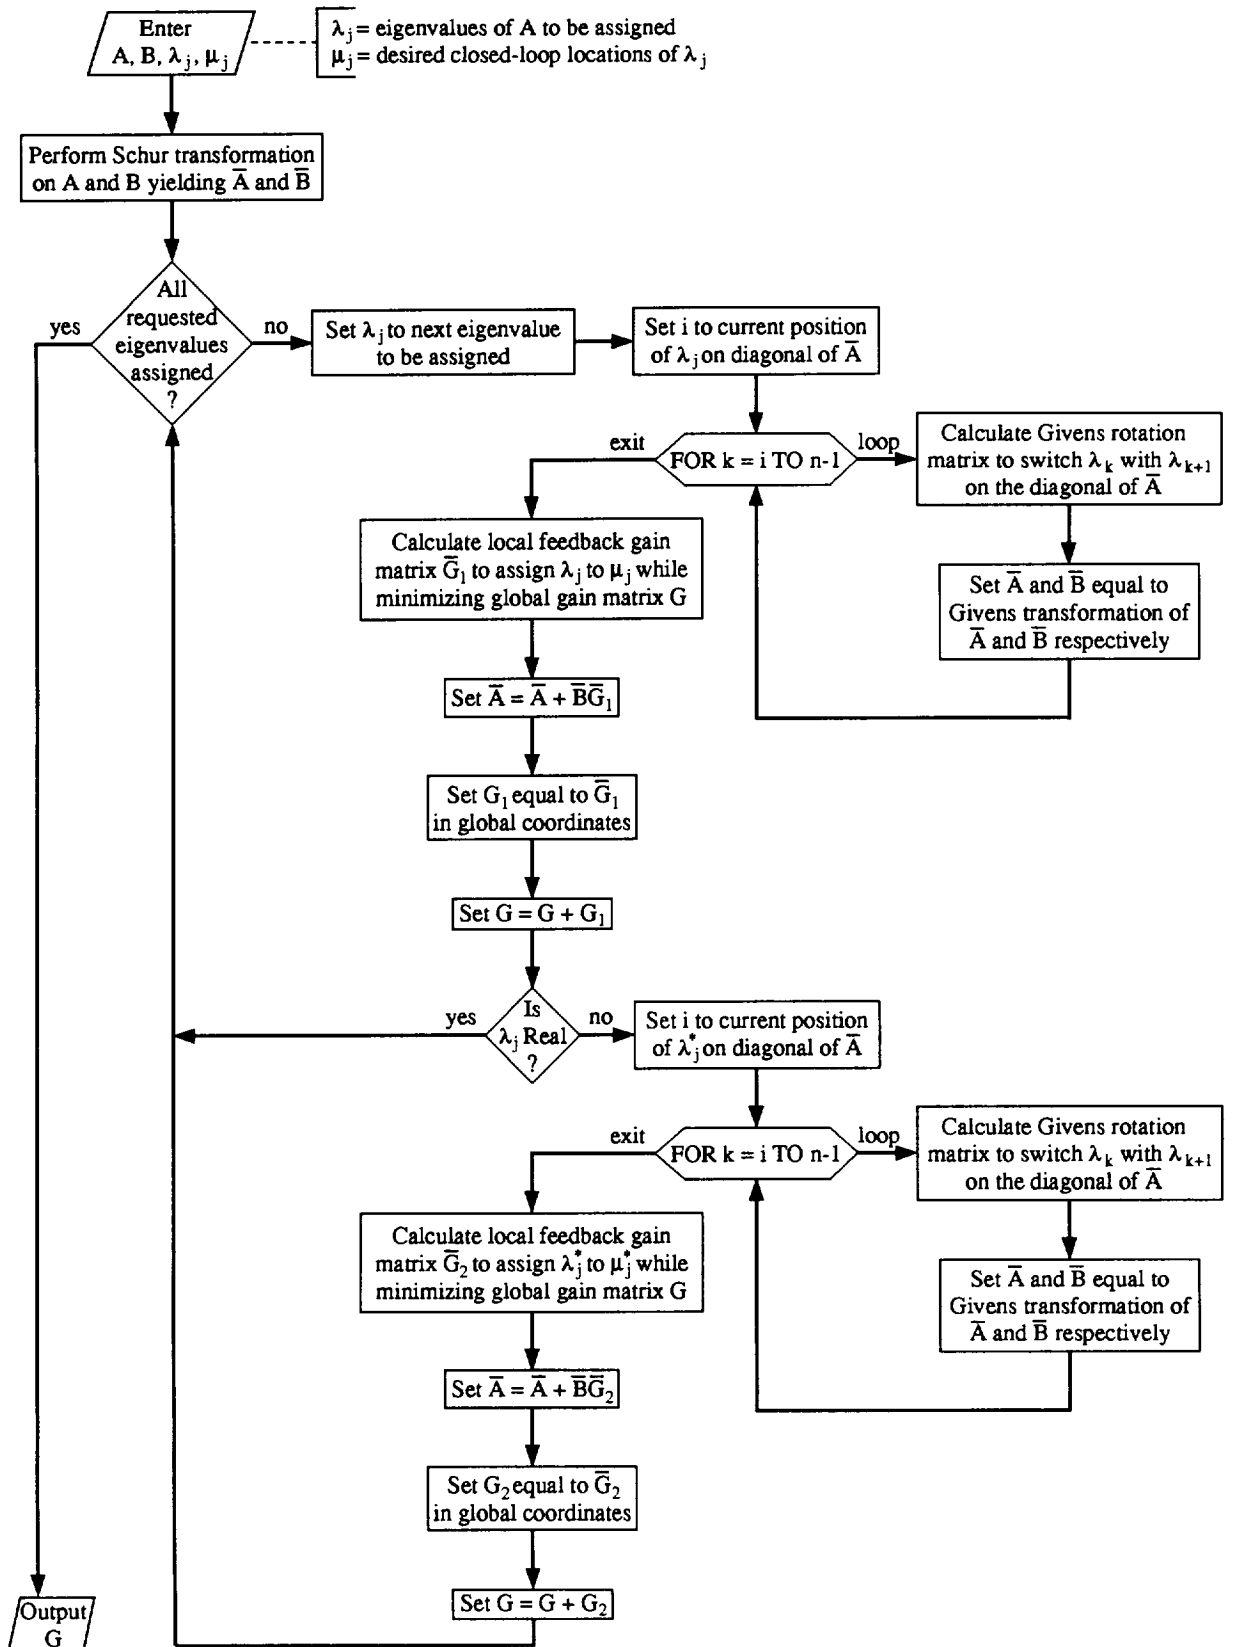 Enter
A, B, λj, μj
λj = eigenvalues of A to be assigned
μj = desired closed-loop locations of λj
Perform Schur transformation
on A and B yielding A̅ and B̅
All
requested
eigenvalues
assigned
?
yes
no
Set λj to next eigenvalue
to be assigned
Set i to current position
of λj on diagonal of A̅
exit
FOR k = i TO n-1
loop
Calculate Givens rotation
matrix to switch λk with λk+1
on the diagonal of A̅
Set A̅ and B̅ equal to
Givens transformation of
A̅ and B̅ respectively
Calculate local feedback gain
matrix G̅1 to assign λj to μj while
minimizing global gain matrix G
Set A̅ = A̅ + B̅G̅1
Set G1 equal to G̅1
in global coordinates
Set G = G + G1
Is
λj Real
?
yes
no
Set i to current position
of λj* on diagonal of A̅
exit
FOR k = i TO n-1
loop
Calculate Givens rotation
matrix to switch λk with λk+1
on the diagonal of A̅
Set A̅ and B̅ equal to
Givens transformation of
A̅ and B̅ respectively
Calculate local feedback gain
matrix G̅2 to assign λj* to μj* while
minimizing global gain matrix G
Set A̅ = A̅ + B̅G̅2
Set G2 equal to G̅2
in global coordinates
Set G = G + G2
Output
G